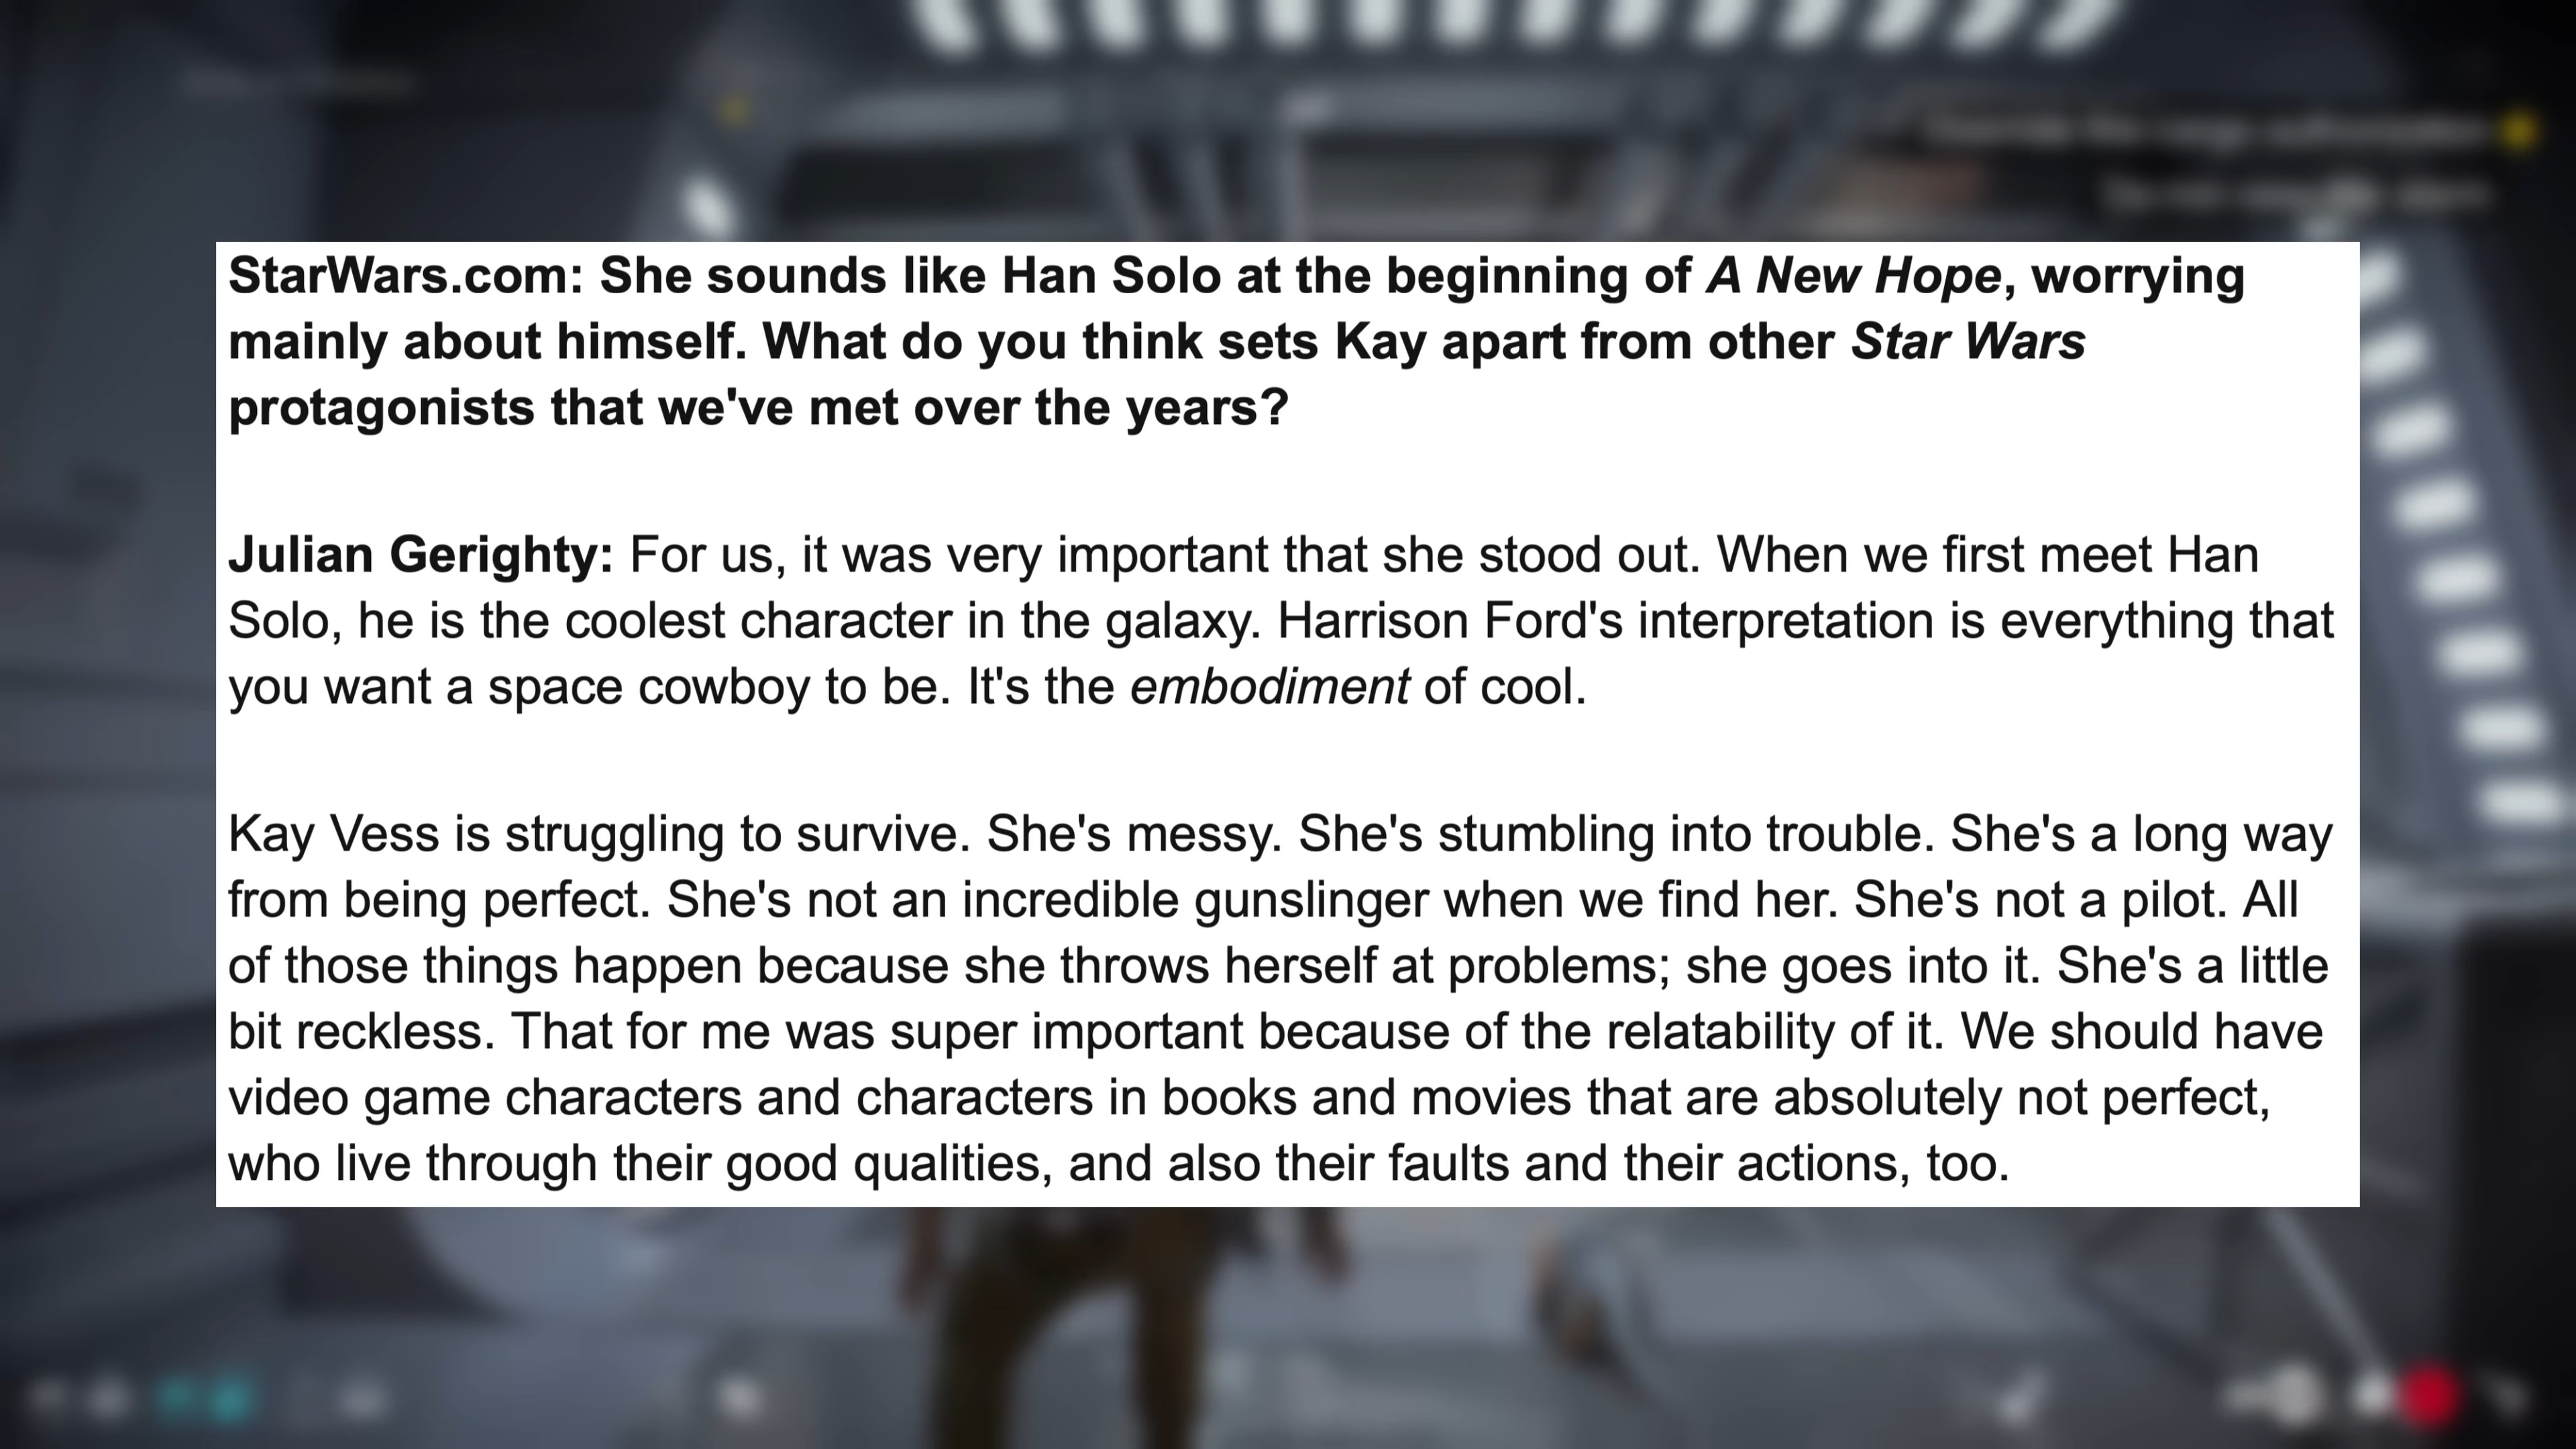 StarWars.com: She sounds like Han Solo at the beginning of A New Hope, worrying
mainly about himself. What do you think sets Kay apart from other Star Wars
protagonists that we've met over the years?
Julian Gerighty: For us, it was very important that she stood out. When we first meet Han
Solo, he is the coolest character in the galaxy. Harrison Ford's interpretation is everything that
you want a space cowboy to be. It's the embodiment of cool.
Kay Vess is struggling to survive. She's messy. She's stumbling into trouble. She's a long way
from being perfect. She's not an incredible gunslinger when we find her. She's not a pilot. All
of those things happen because she throws herself at problems; she goes into it. She's a little
bit reckless. That for me was super important because of the relatability of it. We should have
video game characters and characters in books and movies that are absolutely not perfect,
who live through their good qualities, and also their faults and their actions, too.